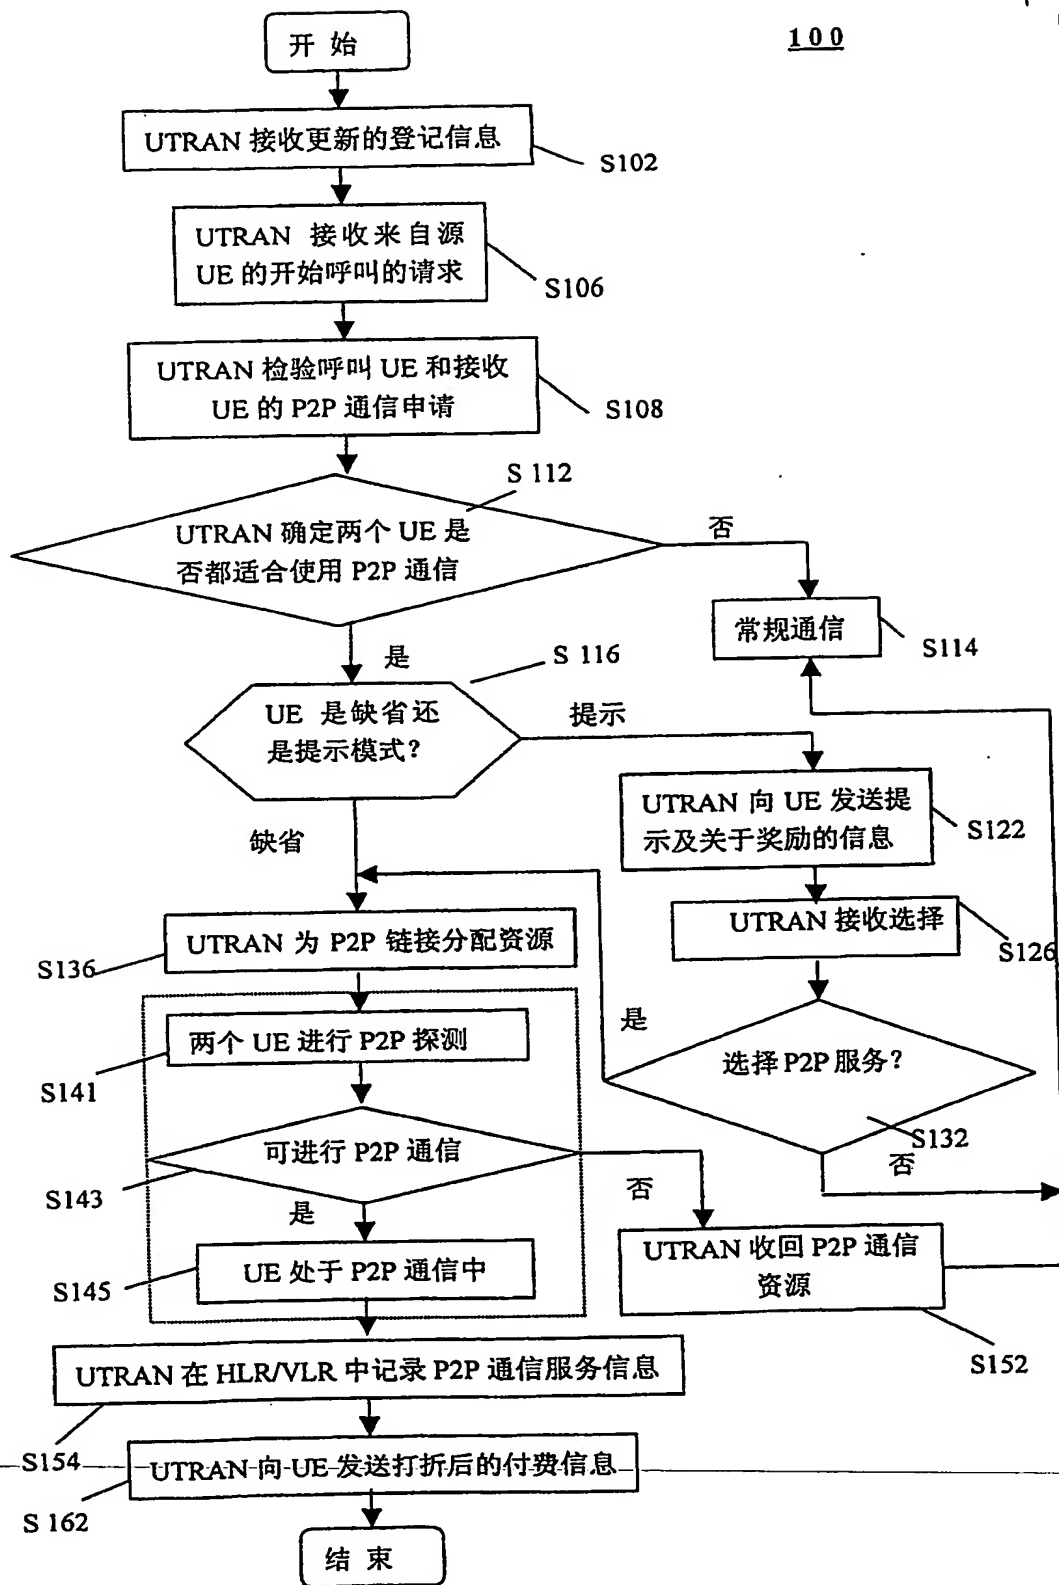 100
开 始
UTRAN 接收更新的登记信息
S102
UTRAN 接收来自源
UE 的开始呼叫的请求
S106
UTRAN 检验呼叫 UE 和接收
UE 的 P2P 通信申请
S108
S 112
UTRAN 确定两个 UE 是
否都适合使用 P2P 通信
否
常规通信
S114
是
S 116
UE 是缺省还
是提示模式？
提示
UTRAN 向 UE 发送提
示及关于奖励的信息
S122
缺省
UTRAN 接收选择
S126
UTRAN 为 P2P 链接分配资源
S136
是
选择 P2P 服务？
S132
否
两个 UE 进行 P2P 探测
S141
可进行 P2P 通信
S143
否
是
UTRAN 收回 P2P 通信
资源
S152
UE 处于 P2P 通信中
S145
UTRAN 在 HLR/VLR 中记录 P2P 通信服务信息
S154
UTRAN 向 UE 发送打折后的付费信息
S 162
结 束